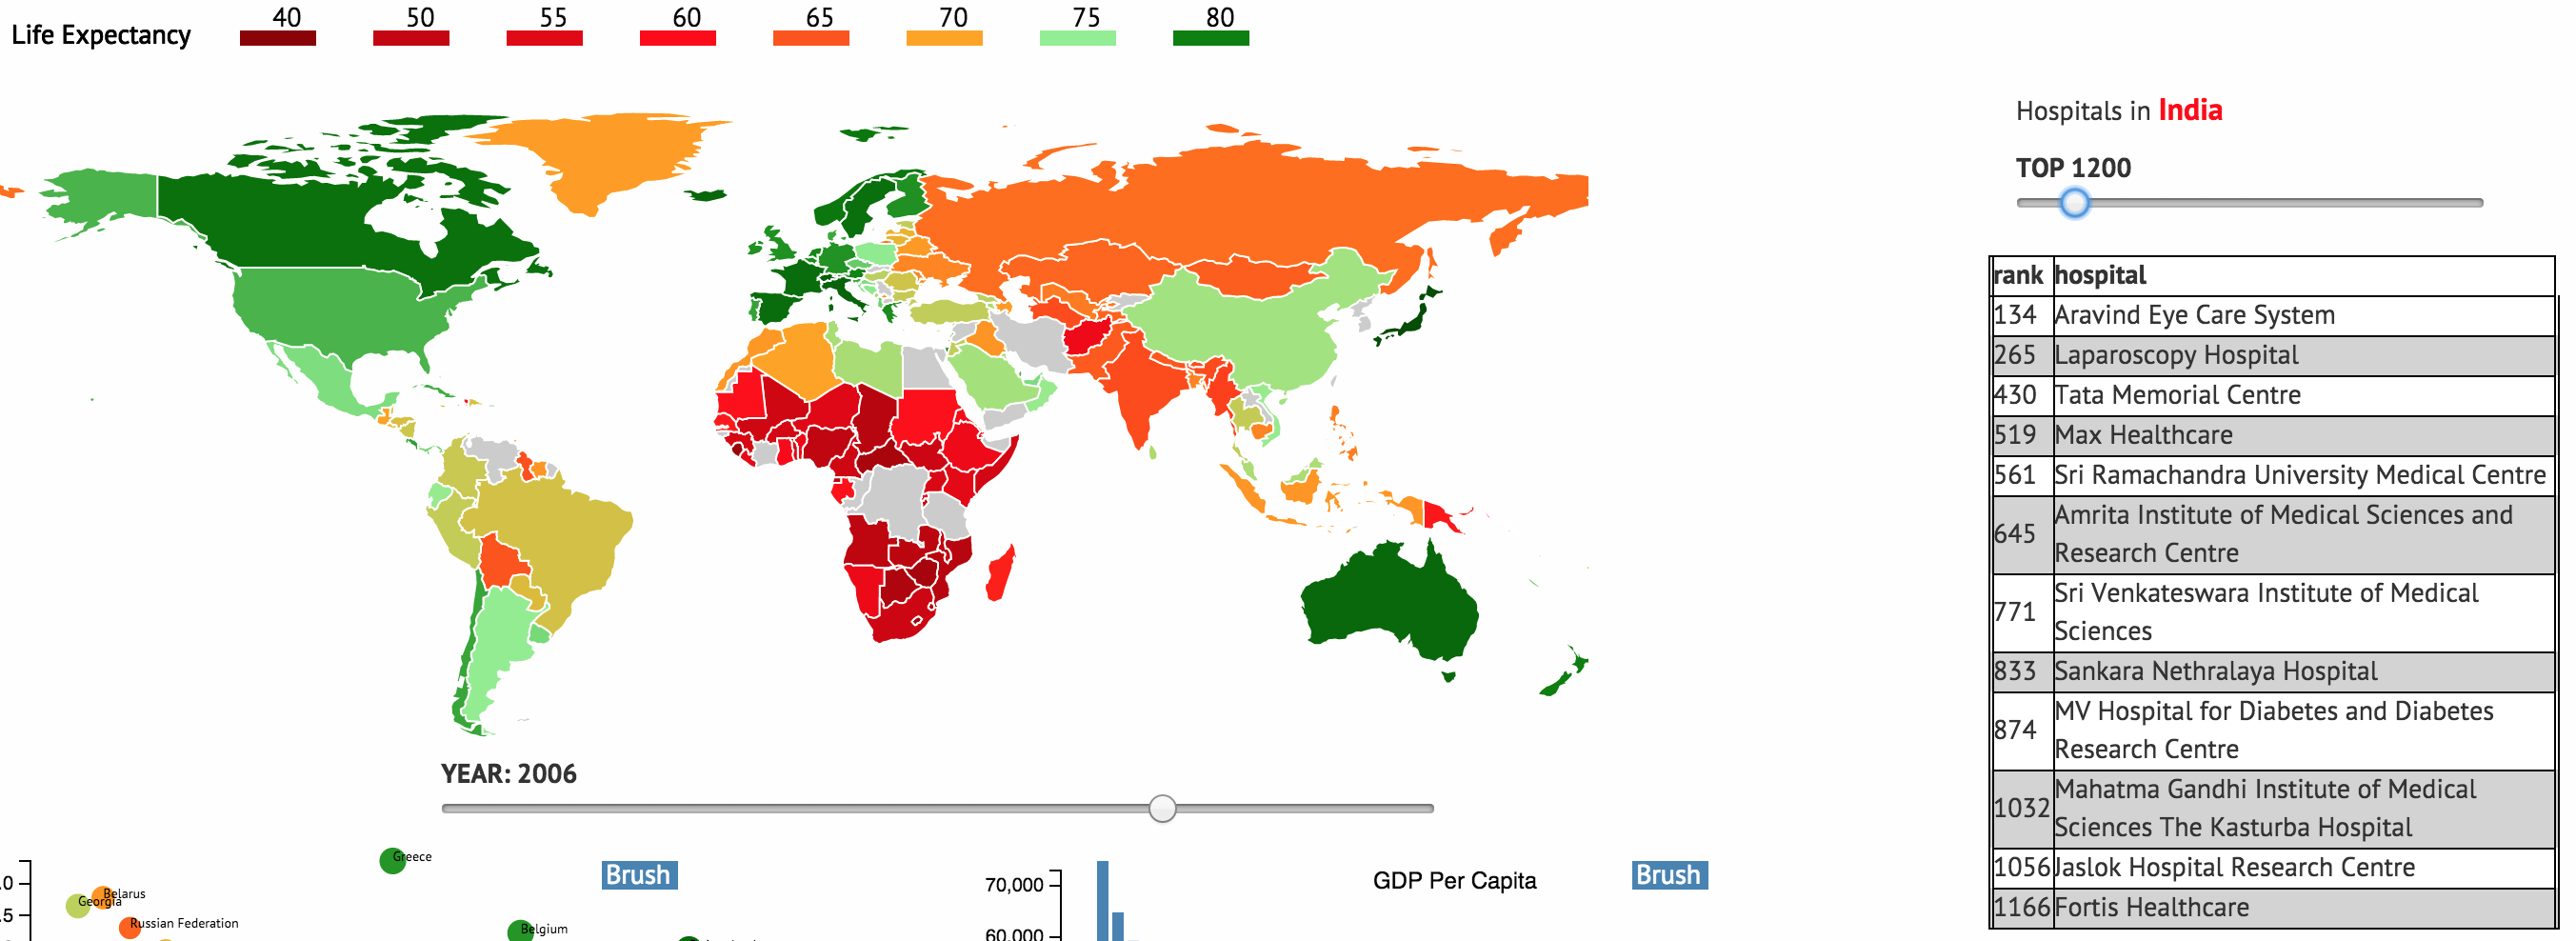 40 50 55 60 65 70 75 80
Life Expectancy
Hospitals in India
TOP 1200
rank hospital
134 Aravind Eye Care System
265 Laparoscopy Hospital
430 Tata Memorial Centre
519 Max Healthcare
561 Sri Ramachandra University Medical Centre
645 Amrita Institute of Medical Sciences and
Research Centre
771 Sri Venkateswara Institute of Medical
Sciences
833 Sankara Nethralaya Hospital
874 MV Hospital for Diabetes and Diabetes
Research Centre
1032 Mahatma Gandhi Institute of Medical
Sciences The Kasturba Hospital
1056 Jaslok Hospital Research Centre
1166 Fortis Healthcare
YEAR: 2006
Greece
Brush
.0
Belarus
Georgia
.5
Russian Federation
Belgium
70,000
GDP Per Capita
Brush
60,000